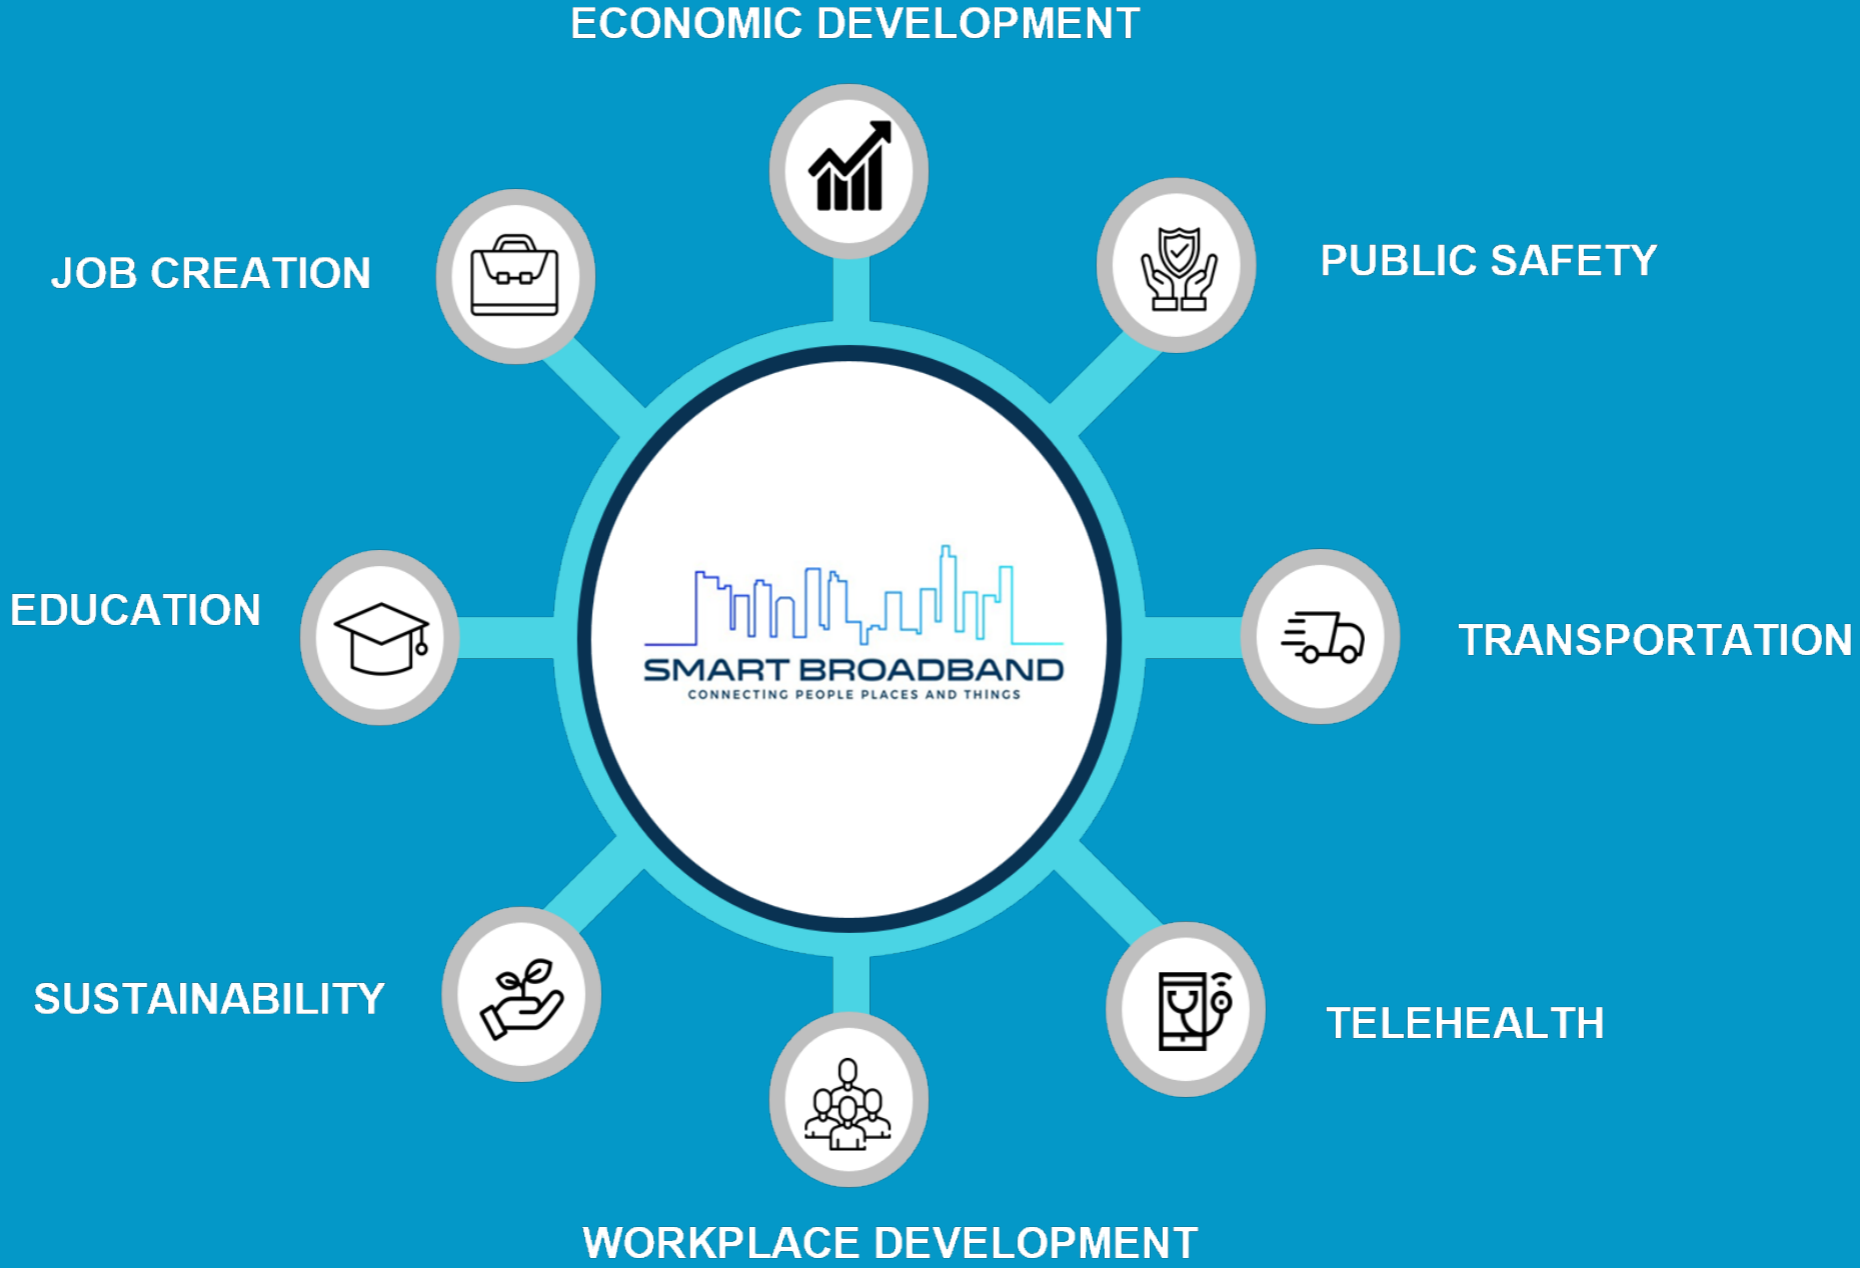 ECONOMIC DEVELOPMENT
PUBLIC SAFETY
JOB CREATION
EDUCATION
TRANSPORTATION
SMART BROADBAND
CONNECTING PEOPLE PLACES AND THINGS
SUSTAINABILITY
TELEHEALTH
WORKPLACE DEVELOPMENT